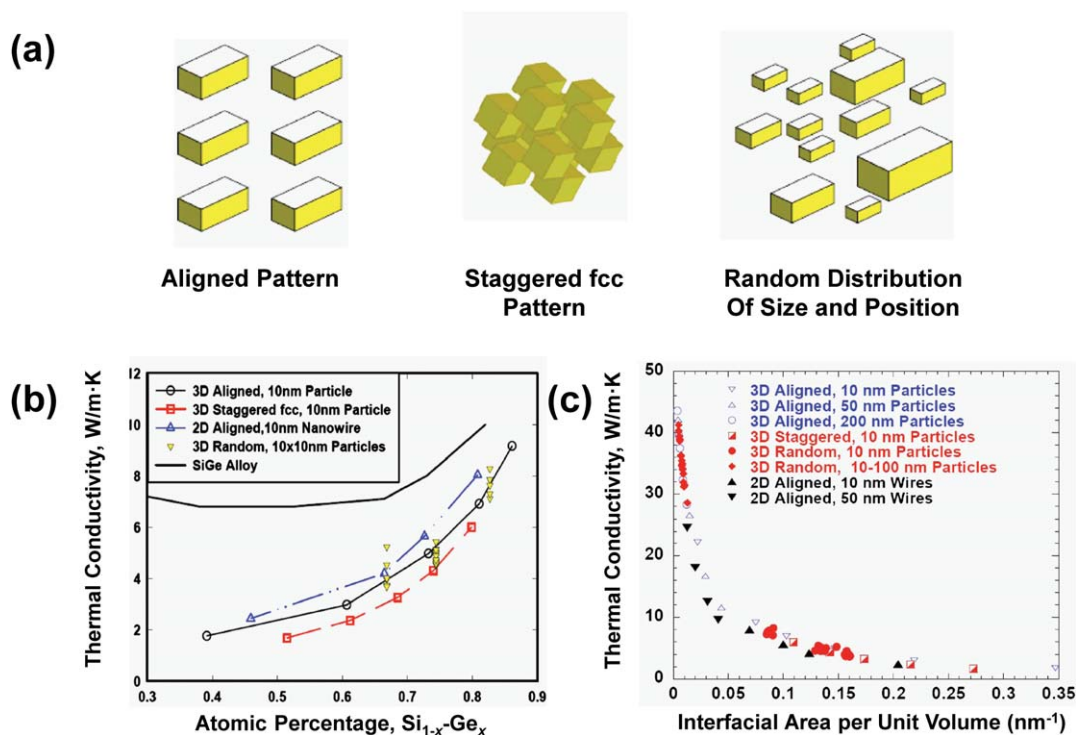 (a)
Aligned Pattern
Staggered fcc
Pattern
Random Distribution
Of Size and Position
(b)
Thermal Conductivity, W/m·K
12
10
8
6
4
2
0
3D Aligned, 10nm Particle
3D Staggered fcc, 10nm Particle
2D Aligned,10nm Nanowire
3D Random, 10x10nm Particles
SiGe Alloy
0.3 0.4 0.5 0.6 0.7 0.8 0.9
Atomic Percentage, Si1-x-Gex
(c)
Thermal Conductivity, W/m·K
50
40
30
20
10
0
3D Aligned, 10 nm Particles
3D Aligned, 50 nm Particles
3D Aligned, 200 nm Particles
3D Staggered, 10 nm Particles
3D Random, 10 nm Particles
3D Random, 10-100 nm Particles
2D Aligned, 10 nm Wires
2D Aligned, 50 nm Wires
0 0.05 0.1 0.15 0.2 0.25 0.3 0.35
Interfacial Area per Unit Volume (nm-1)